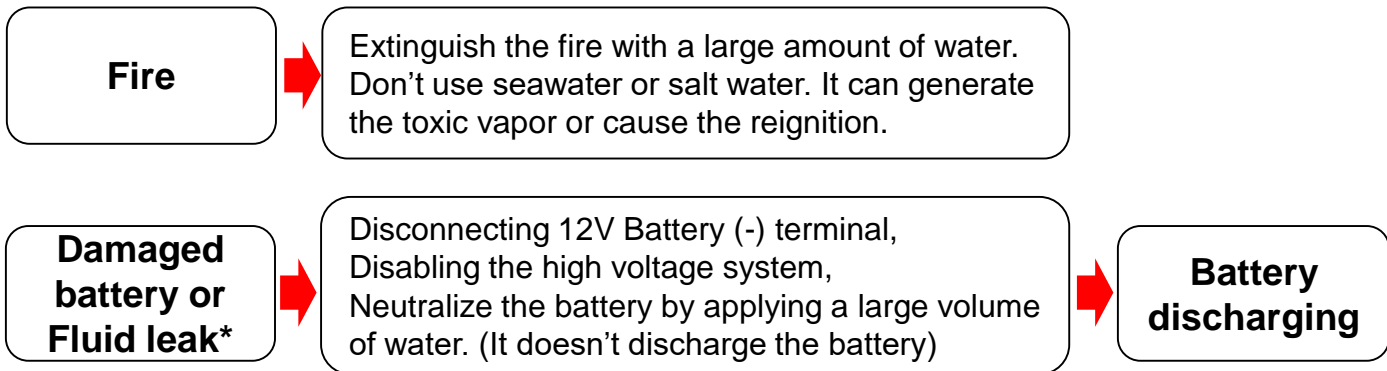 Fire
Extinguish the fire with a large amount of water.
Don’t use seawater or salt water. It can generate
the toxic vapor or cause the reignition.
Damaged
battery or
Fluid leak*
Disconnecting 12V Battery (-) terminal,
Disabling the high voltage system,
Neutralize the battery by applying a large volume
of water. (It doesn’t discharge the battery)
Battery
discharging